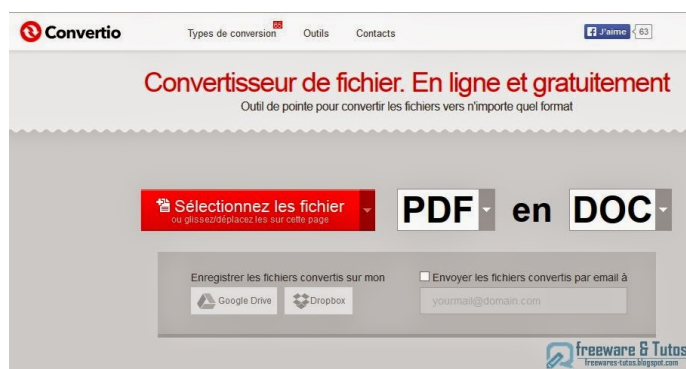 Convertio
Types de conversion
Outils
Contacts
J'aime
63
Convertisseur de fichier. En ligne et gratuitement
Outil de pointe pour convertir les fichiers vers n'importe quel format
Sélectionnez les fichier
ou glissez/déplacez les sur cette page
PDF en DOC
Enregistrer les fichiers convertis sur mon
Google Drive
Dropbox
Envoyer les fichiers convertis par email à
yourmail@domain.com
freeware & Tutos
freewares-tutos.blogspot.com